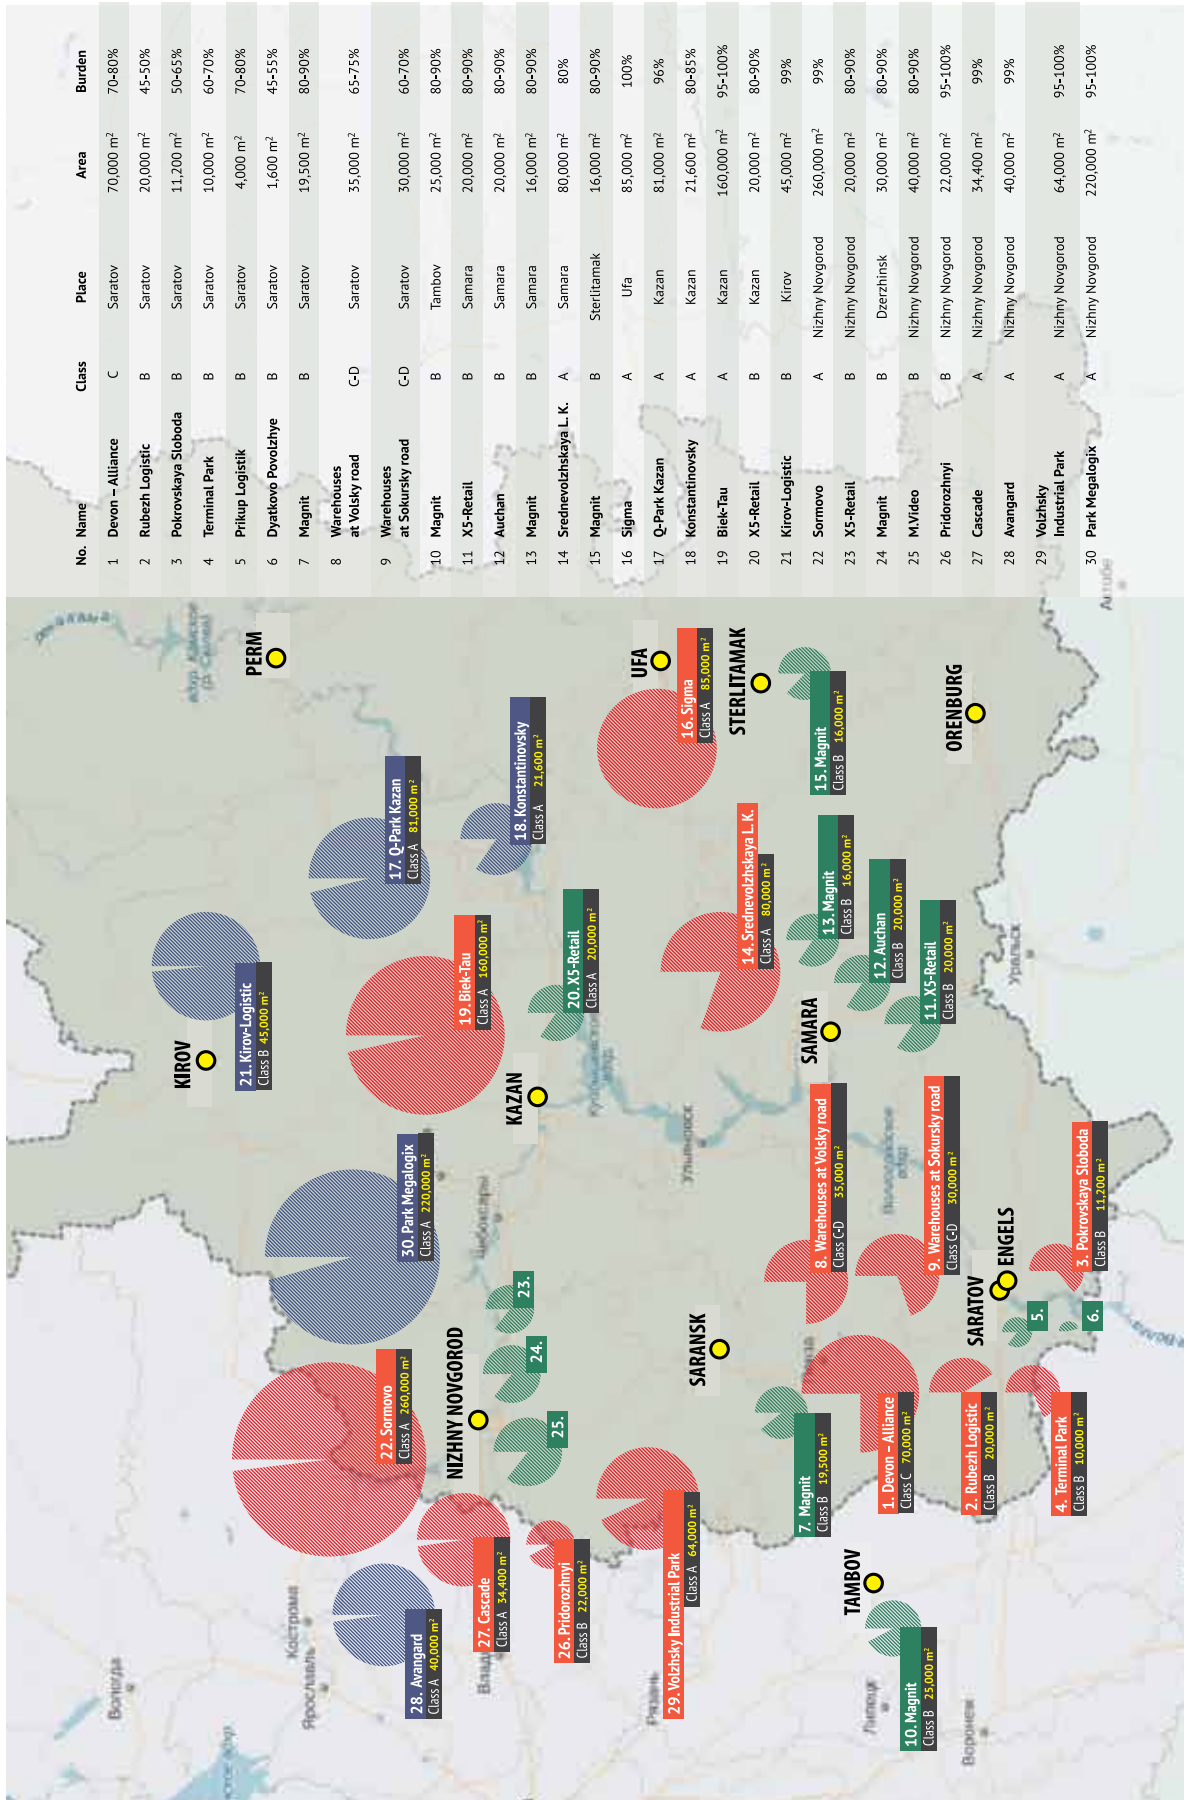 No. Name Class Place Area Burden
1 Devon – Alliance C Saratov 70,000 m² 70-80%
2 Rubezh Logistic B Saratov 20,000 m² 45-50%
3 Pokrovskaya Sloboda B Saratov 11,200 m² 50-65%
4 Terminal Park B Saratov 10,000 m² 60-70%
5 Prikup Logistik B Saratov 4,000 m² 70-80%
6 Dyatkovo Povolzhye B Saratov 1,600 m² 45-55%
7 Magnit B Saratov 19,500 m² 80-90%
8 Warehouses
at Volsky road C-D Saratov 35,000 m² 65-75%
9 Warehouses
at Sokursky road C-D Saratov 30,000 m² 60-70%
10 Magnit B Tambov 25,000 m² 80-90%
11 X5-Retail B Samara 20,000 m² 80-90%
12 Auchan B Samara 20,000 m² 80-90%
13 Magnit B Samara 16,000 m² 80-90%
14 Srednevolzhskaya L. K. A Samara 80,000 m² 80%
15 Magnit B Sterlitamak 16,000 m² 80-90%
16 Sigma A Ufa 85,000 m² 100%
17 Q-Park Kazan A Kazan 81,000 m² 96%
18 Konstantinovsky A Kazan 21,600 m² 80-85%
19 Biek-Tau A Kazan 160,000 m² 95-100%
20 X5-Retail B Kazan 20,000 m² 80-90%
21 Kirov-Logistic B Kirov 45,000 m² 99%
22 Sormovo A Nizhny Novgorod 260,000 m² 99%
23 X5-Retail B Nizhny Novgorod 20,000 m² 80-90%
24 Magnit B Dzerzhinsk 30,000 m² 80-90%
25 M.Video B Nizhny Novgorod 40,000 m² 80-90%
26 Pridorozhnyi B Nizhny Novgorod 22,000 m² 95-100%
27 Cascade A Nizhny Novgorod 34,400 m² 99%
28 Avangard A Nizhny Novgorod 40,000 m² 99%
29 Volzhsky
Industrial Park A Nizhny Novgorod 64,000 m² 95-100%
30 Park Megalogix A Nizhny Novgorod 220,000 m² 95-100%
PERM
KIROV
21. Kirov-Logistic
Class B 45,000 m²
17. Q-Park Kazan
Class A 81,000 m²
18. Konstantinovsky
Class A 21,600 m²
19. Biek-Tau
Class A 160,000 m²
20. X5-Retail
Class A 20,000 m²
KAZAN
30. Park Megalogix
Class A 220,000 m²
22. Sormovo
Class A 260,000 m²
23.
24.
25.
NIZHNY NOVGOROD
28. Avangard
Class A 40,000 m²
27. Cascade
Class A 34,400 m²
26. Pridorozhnyi
Class B 22,000 m²
29. Volzhsky Industrial Park
Class A 64,000 m²
UFA
16. Sigma
Class A 85,000 m²
STERLITAMAK
15. Magnit
Class B 16,000 m²
ORENBURG
14. Srednevolzhskaya L.K.
Class A 80,000 m²
13. Magnit
Class B 16,000 m²
12. Auchan
Class B 20,000 m²
11. X5-Retail
Class B 20,000 m²
SAMARA
8. Warehouses at Volsky road
Class C-D 35,000 m²
9. Warehouses at Sokursky road
Class C-D 30,000 m²
SARATOV
ENGELS
3. Pokrovskaya Sloboda
Class B 11,200 m²
5.
6.
SARANSK
7. Magnit
Class B 19,500 m²
1. Devon – Alliance
Class C 70,000 m²
2. Rubezh Logistic
Class B 20,000 m²
4. Terminal Park
Class B 10,000 m²
TAMBOV
10. Magnit
Class B 25,000 m²
Вологда
Кострома
Ярославль
Рязань
Липецк
Воронеж
Чебоксары
Ульяновск
Уральск
Актобе